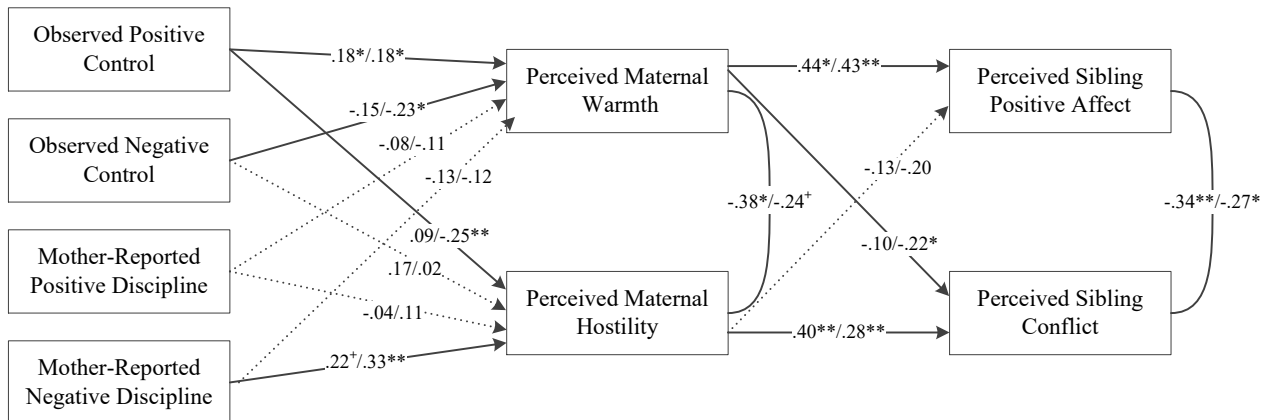 Observed Positive
Control
Observed Negative
Control
Mother-Reported
Positive Discipline
Mother-Reported
Negative Discipline
.18*/.18*
-.15/-.23*
-.08/-.11
-.13/-.12
.09/-.25**
.17/.02
-.04/.11
.22+/.33**
Perceived Maternal
Warmth
Perceived Maternal
Hostility
.44*/.43**
-.13/-.20
-.38*/-.24+
-.10/-.22*
.40**/.28**
Perceived Sibling
Positive Affect
Perceived Sibling
Conflict
-.34**/-.27*